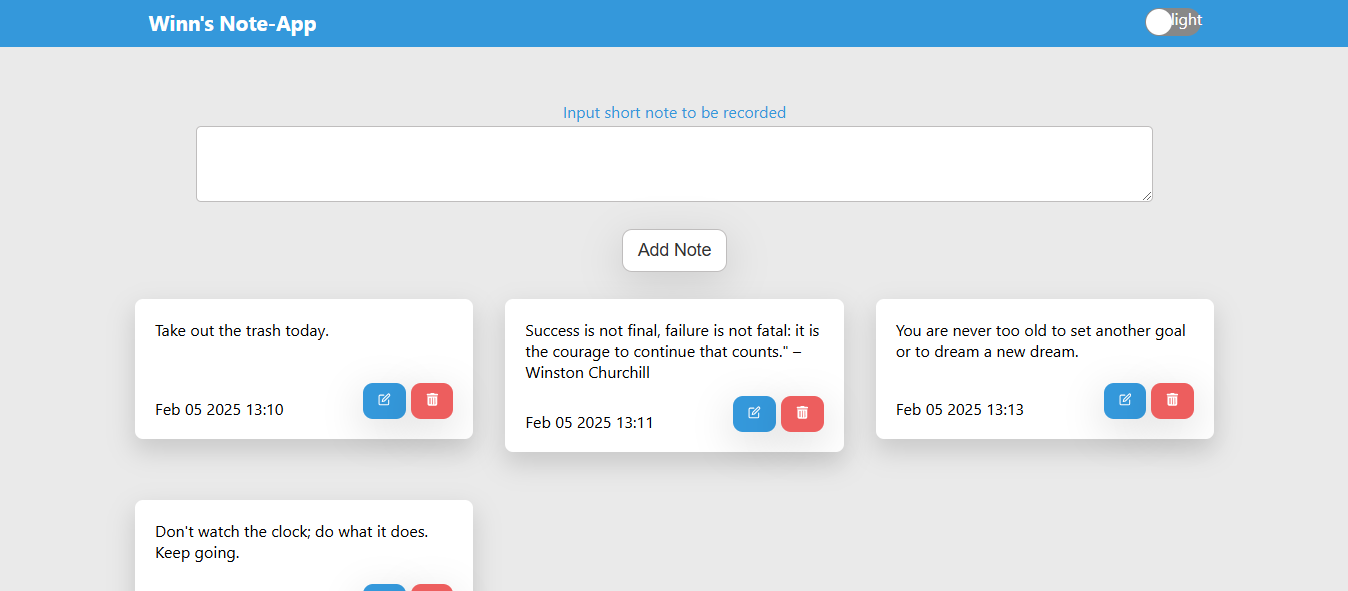 Winn's Note-App
light
Input short note to be recorded
Add Note
Take out the trash today.
Feb 05 2025 13:10
Success is not final, failure is not fatal: it is
the courage to continue that counts." –
Winston Churchill
Feb 05 2025 13:11
You are never too old to set another goal
or to dream a new dream.
Feb 05 2025 13:13
Don't watch the clock; do what it does.
Keep going.